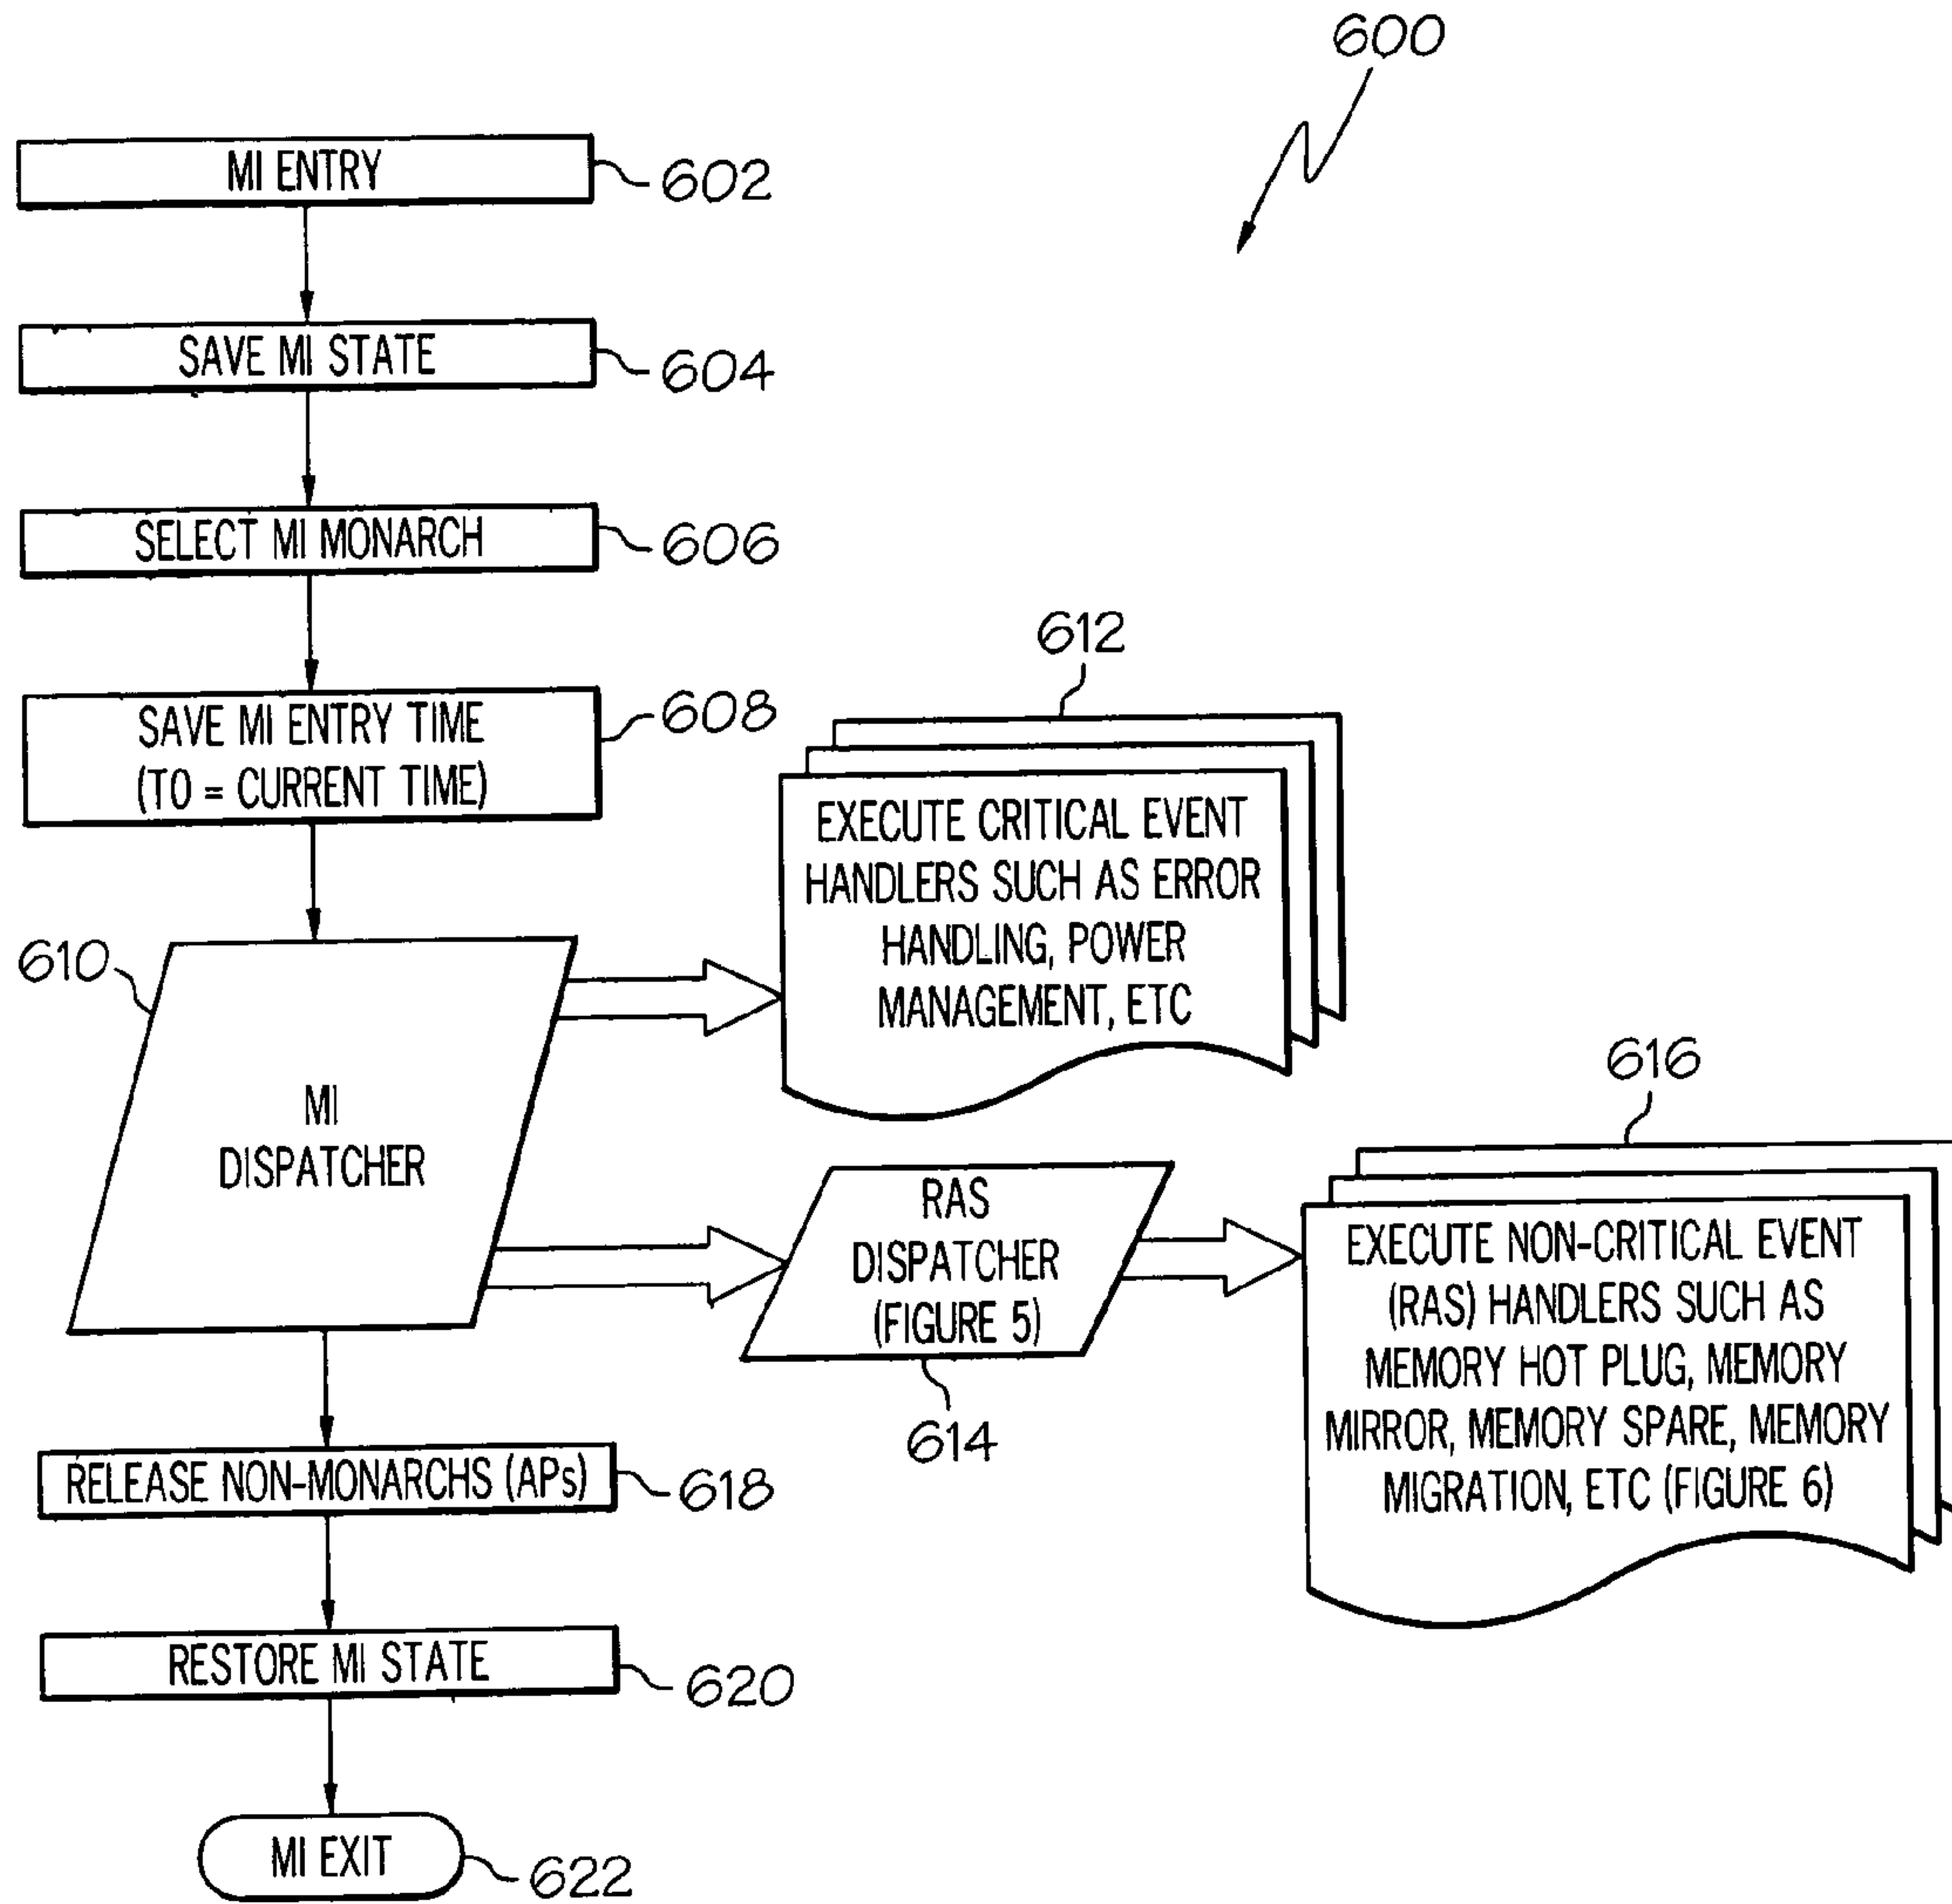 600
MI ENTRY
602
SAVE MI STATE
604
SELECT MI MONARCH
606
SAVE MI ENTRY TIME
(TO = CURRENT TIME)
608
612
EXECUTE CRITICAL EVENT
HANDLERS SUCH AS ERROR
HANDLING, POWER
MANAGEMENT, ETC
610
MI
DISPATCHER
RAS
DISPATCHER
(FIGURE 5)
614
616
EXECUTE NON-CRITICAL EVENT
(RAS) HANDLERS SUCH AS
MEMORY HOT PLUG, MEMORY
MIRROR, MEMORY SPARE, MEMORY
MIGRATION, ETC (FIGURE 6)
RELEASE NON-MONARCHS (APs)
618
RESTORE MI STATE
620
MI EXIT
622